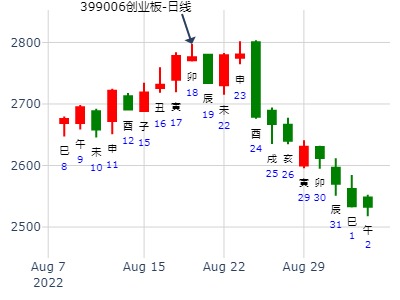 399006创业板-日线
2800
2700
2600
2500
巳
8
午
9
未
10
申
11
酉
12
子
15
丑
16
寅
17
卯
18
辰
19
未
22
申
23
酉
24
戌
25
亥
26
寅
29
卯
30
辰
31
巳
1
午
2
Aug 7
2022
Aug 15
Aug 22
Aug 29